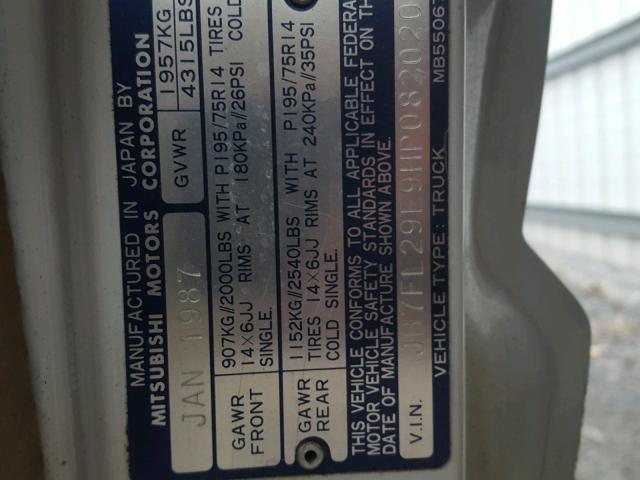 MANUFACTURED IN JAPAN BY
MITSUBISHI MOTORS CORPORATION
JAN 1987
GVWR
1957KG
4315LBS
GAWR
FRONT
907KG//2000LBS WITH P195/75R14 TIRES
14×6JJ RIMS AT 180KPa//26PSI COLD
SINGLE.
GAWR
REAR
1152KG//2540LBS WITH P195/75R14
TIRES 14×6JJ RIMS AT 240KPa//35PSI
COLD SINGLE.
THIS VEHICLE CONFORMS TO ALL APPLICABLE FEDERAL
MOTOR VEHICLE SAFETY STANDARDS IN EFFECT ON THE
DATE OF MANUFACTURE SHOWN ABOVE.
V.I.N.
JB7FL29E9HP082020
VEHICLE TYPE: TRUCK
MB55067